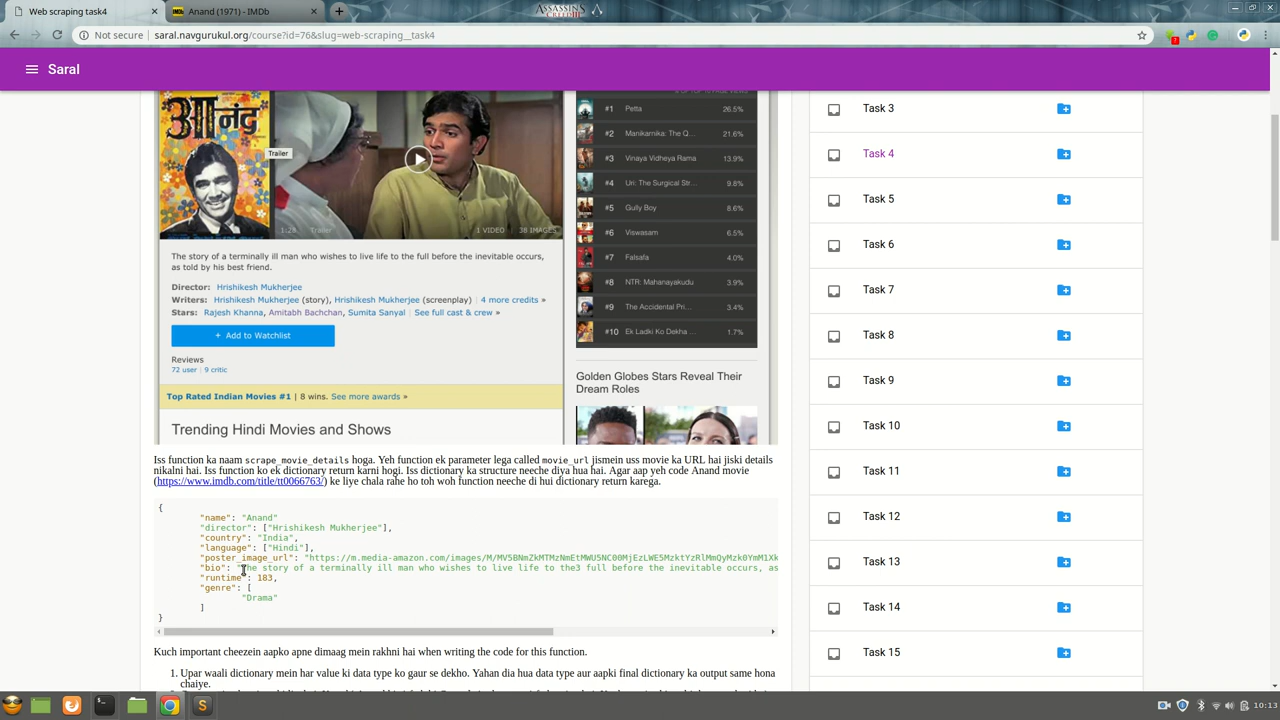 Web scraping task4
Anand (1971) - IMDb
ASSASSIN'S
Not secure | saral.navgurukul.org/course?id=76&slug=web-scraping__task4
Saral
आनंद
Trailer
1:28 Trailer
1 VIDEO 38 IMAGES
The story of a terminally ill man who wishes to live life to the full before the inevitable occurs,
as told by his best friend.
Director: Hrishikesh Mukherjee
Writers: Hrishikesh Mukherjee (story), Hrishikesh Mukherjee (screenplay) | 4 more credits »
Stars: Rajesh Khanna, Amitabh Bachchan, Sumita Sanyal | See full cast & crew »
+ Add to Watchlist
Reviews
72 user | 9 critic
Top Rated Indian Movies #1 | 8 wins. See more awards »
Trending Hindi Movies and Shows
#1 Petta 26.5%
#2 Manikarnika: The Q... 21.6%
#3 Vinaya Vidheya Rama 13.9%
#4 Uri: The Surgical Str... 9.8%
#5 Gully Boy 8.6%
#6 Viswasam 6.5%
#7 Falsafa 4.0%
#8 NTR: Mahanayakudu 3.9%
#9 The Accidental Pri... 3.4%
#10 Ek Ladki Ko Dekha ... 1.7%
Golden Globes Stars Reveal Their
Dream Roles
Iss function ka naam scrape_movie_details hoga. Yeh function ek parameter lega called movie_url jismein uss movie ka URL hai jiski details
nikalni hai. Iss function ko ek dictionary return karni hogi. Iss dictionary ka structure neeche diya hua hai. Agar aap yeh code Anand movie
(https://www.imdb.com/title/tt0066763/) ke liye chala rahe ho toh woh function neeche di hui dictionary return karega.
{
"name": "Anand"
"director": ["Hrishikesh Mukherjee"],
"country": "India",
"language": ["Hindi"],
"poster_image_url": "https://m.media-amazon.com/images/M/MV5BNmZkMTMzNmEtMWU5NC00MjEzLWE5MzktYzRlMmQyMzk0YmM1Xk
"bio": "The story of a terminally ill man who wishes to live life to the3 full before the inevitable occurs, as
"runtime": 183,
"genre": [
"Drama"
]
}
Kuch important cheezein aapko apne dimaag mein rakhni hai when writing the code for this function.
1. Upar waali dictionary mein har value ki data type ko gaur se dekho. Yahan dia hua data type aur aapki final dictionary ka output same hona
chaiye.
Task 3
Task 4
Task 5
Task 6
Task 7
Task 8
Task 9
Task 10
Task 11
Task 12
Task 13
Task 14
Task 15
10:13